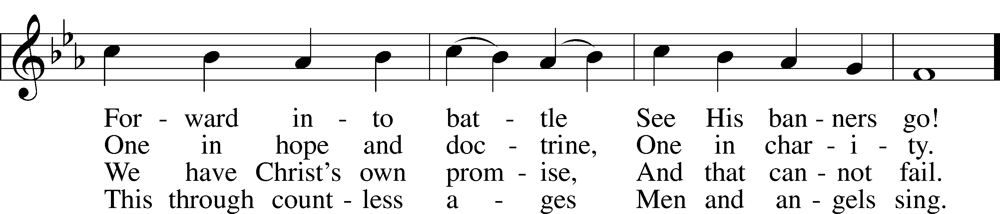 For - ward in - to bat - tle See His ban - ners go!
One in hope and doc - trine, One in char - i - ty.
We have Christ's own prom - ise, And that can - not fail.
This through count - less a - ges Men and an - gels sing.